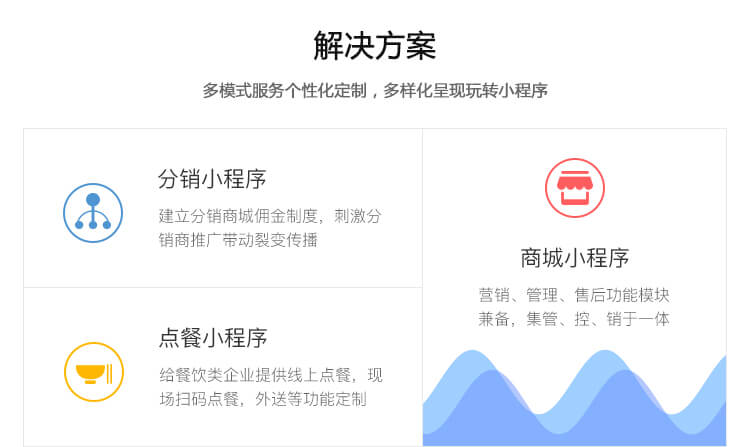 解决方案
多模式服务个性化定制，多样化呈现玩转小程序
分销小程序
建立分销商城佣金制度，刺激分
销商推广带动裂变传播
点餐小程序
给餐饮类企业提供线上点餐，现
场扫码点餐，外送等功能定制
商城小程序
营销、管理、售后功能模块
兼备，集管、控、销于一体